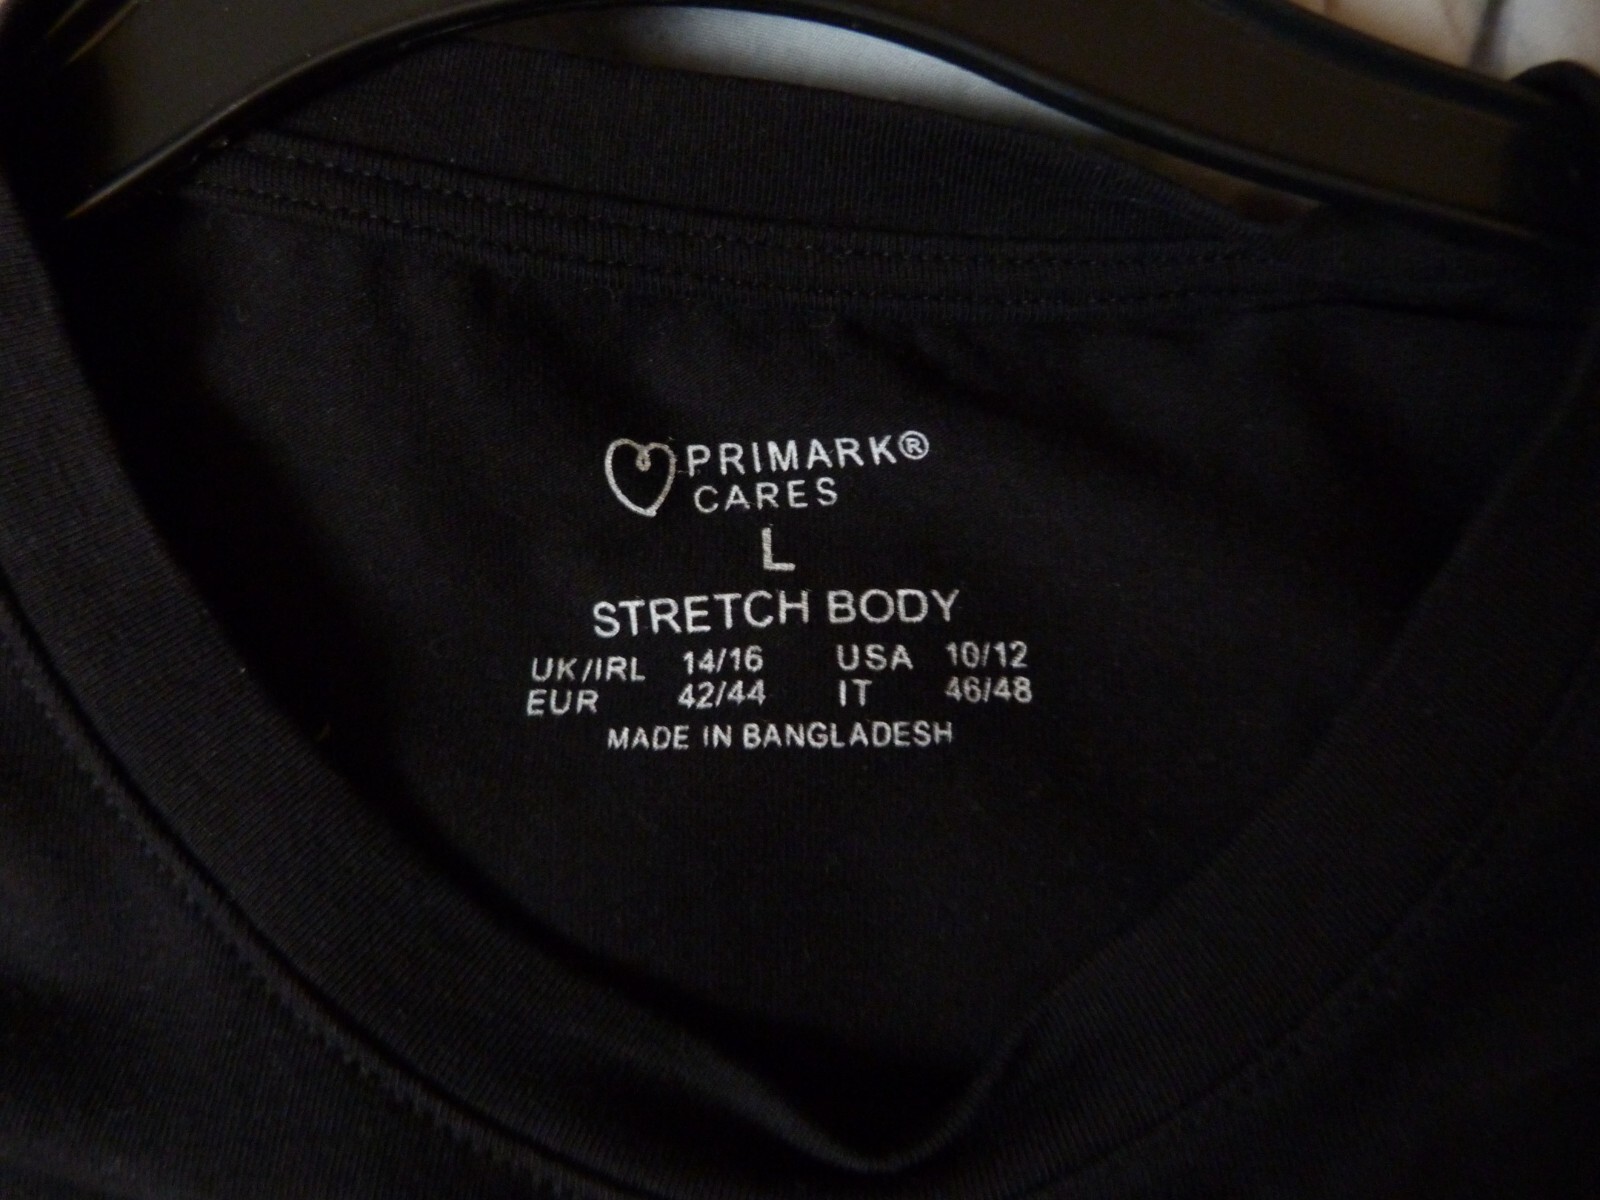 PRIMARK®
CARES
L
STRETCH BODY
UK/IRL 14/16 USA 10/12
EUR 42/44 IT 46/48
MADE IN BANGLADESH